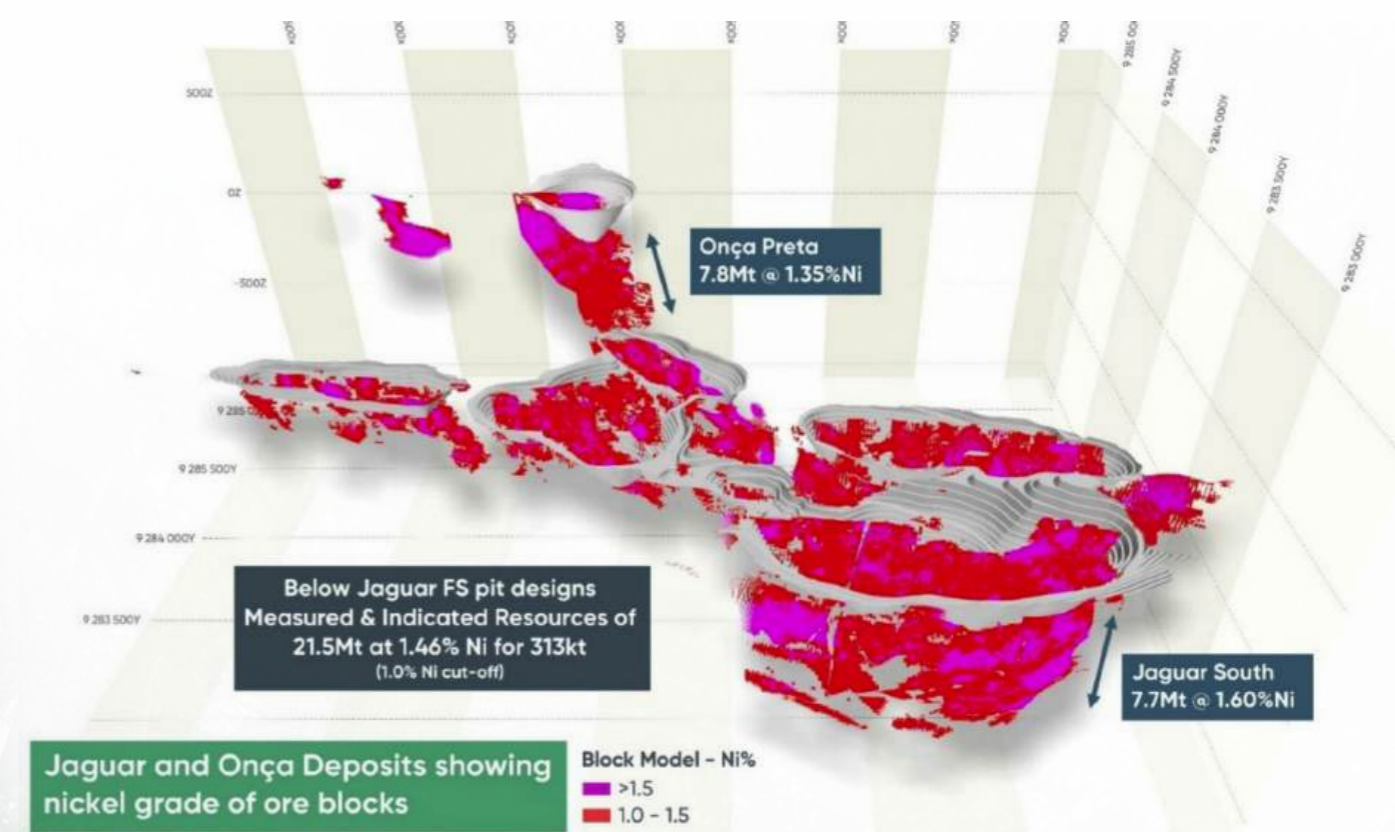 500Z
0Z
-500Z
9 284 500Y
9 284 000Y
9 283 500Y
9 283 000Y
Onça Preta
7.8Mt @ 1.35%Ni
9 285 500Y
9 284 000Y
9 283 500Y
Below Jaguar FS pit designs
Measured & Indicated Resources of
21.5Mt at 1.46% Ni for 313kt
(1.0% Ni cut-off)
Jaguar South
7.7Mt @ 1.60%Ni
Jaguar and Onça Deposits showing
nickel grade of ore blocks
Block Model - Ni%
>1.5
1.0 - 1.5